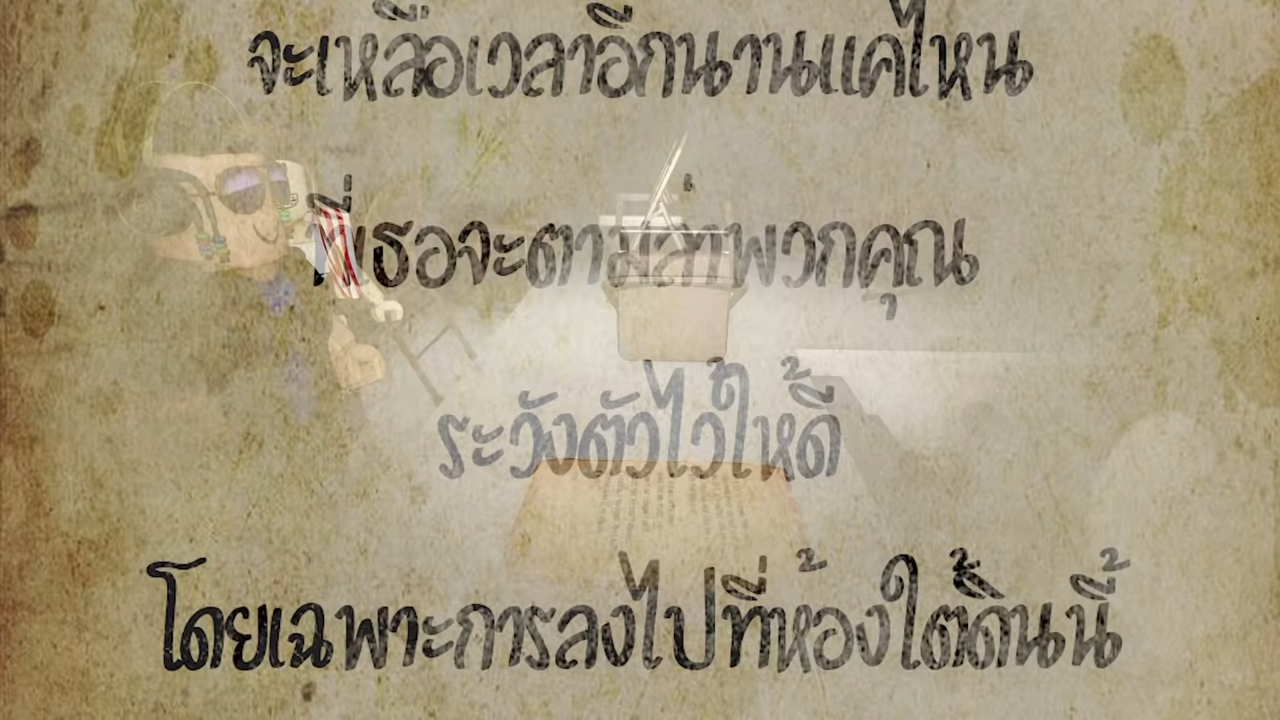 จะเหลือเวลาอีกนานแค่ไหน
ที่เธอจะตามล่าพวกคุณ
ระวังตัวไว้ให้ดี
โดยเฉพาะการลงไปที่ห้องใต้ดินนี้